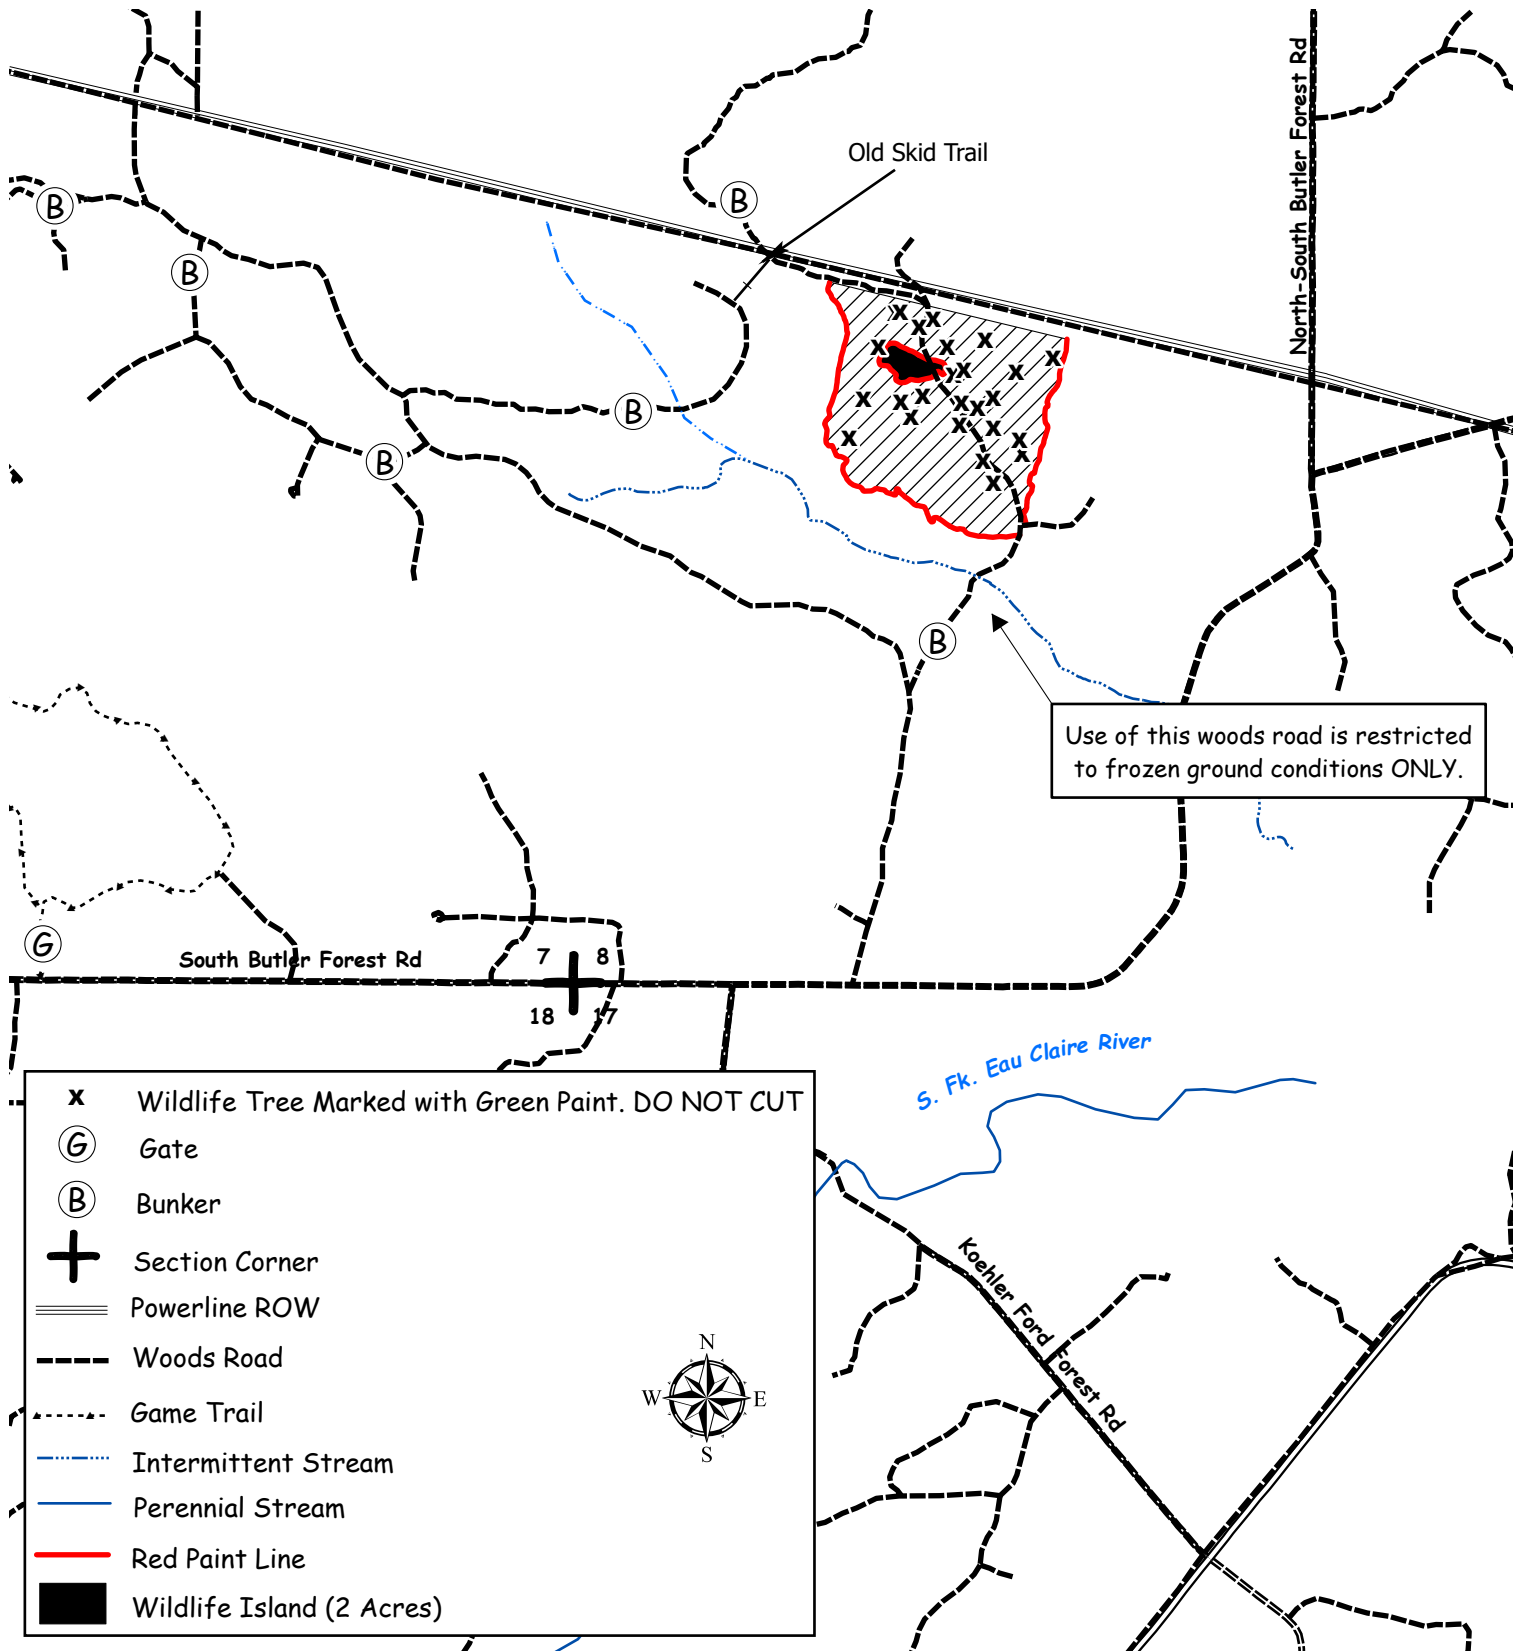 North-South Butler Forest Rd
Old Skid Trail
B
B
B
B
B
Use of this woods road is restricted
to frozen ground conditions ONLY.
B
G
South Butler Forest Rd
7 8
18 17
S. Fk. Eau Claire River
Koehler Ford Forest Rd
x Wildlife Tree Marked with Green Paint. DO NOT CUT
G Gate
B Bunker
Section Corner
Powerline ROW
Woods Road
Game Trail
Intermittent Stream
Perennial Stream
Red Paint Line
Wildlife Island (2 Acres)
N
W E
S